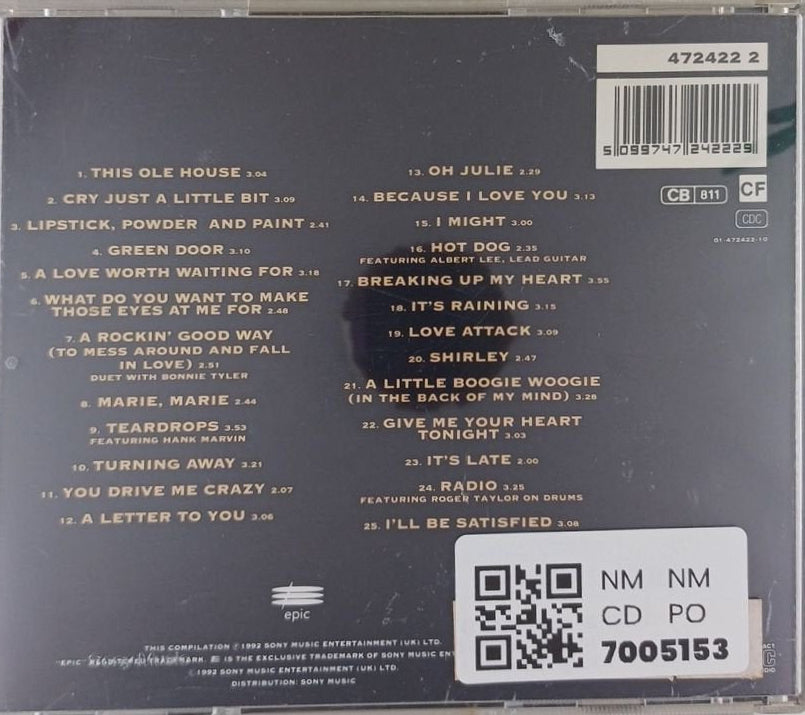 472422 2
5 099747 242229
CB 811
CF
CDC
01-472422-10
1. THIS OLE HOUSE 3.04
2. CRY JUST A LITTLE BIT 3.09
3. LIPSTICK, POWDER AND PAINT 2.41
4. GREEN DOOR 3.10
5. A LOVE WORTH WAITING FOR 3.18
6. WHAT DO YOU WANT TO MAKE
THOSE EYES AT ME FOR 2.48
7. A ROCKIN' GOOD WAY
(TO MESS AROUND AND FALL
IN LOVE) 2.51
DUET WITH BONNIE TYLER
8. MARIE, MARIE 2.44
9. TEARDROPS 3.53
FEATURING HANK MARVIN
10. TURNING AWAY 3.21
11. YOU DRIVE ME CRAZY 2.07
12. A LETTER TO YOU 3.06
13. OH JULIE 2.29
14. BECAUSE I LOVE YOU 3.13
15. I MIGHT 3.00
16. HOT DOG 2.35
FEATURING ALBERT LEE, LEAD GUITAR
17. BREAKING UP MY HEART 3.55
18. IT'S RAINING 3.15
19. LOVE ATTACK 3.09
20. SHIRLEY 2.47
21. A LITTLE BOOGIE WOOGIE
(IN THE BACK OF MY MIND) 3.28
22. GIVE ME YOUR HEART
TONIGHT 3.03
23. IT'S LATE 2.00
24. RADIO 3.25
FEATURING ROGER TAYLOR ON DRUMS
25. I'LL BE SATISFIED 3.08
epic
THIS COMPILATION ℗ 1992 SONY MUSIC ENTERTAINMENT (UK) LTD.
"EPIC" REGISTERED TRADEMARK. IS THE EXCLUSIVE TRADEMARK OF SONY MUSIC
© 1992 SONY MUSIC ENTERTAINMENT (UK) LTD.
DISTRIBUTION: SONY MUSIC
NM NM
CD PO
7005153